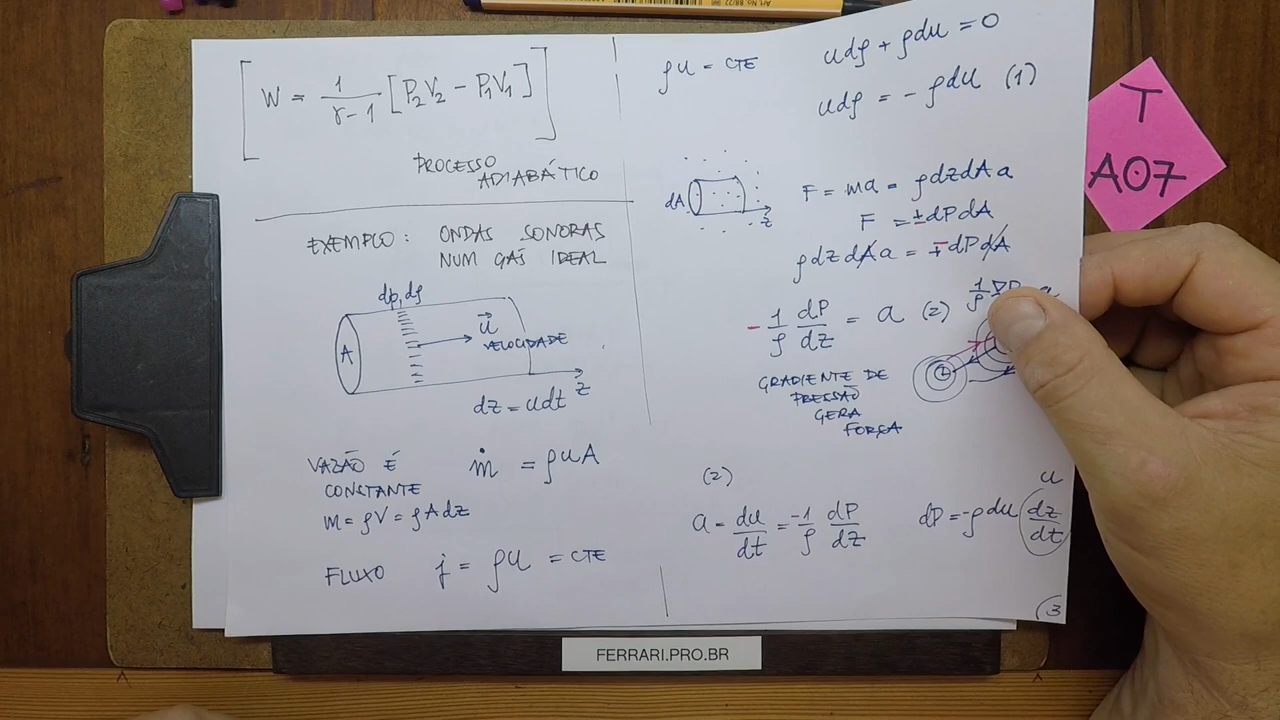 W = 1/(γ-1) [P₂V₂ - P₁V₁]
PROCESSO
ADIABÁTICO
EXEMPLO: ONDAS SONORAS
NUM GÁS IDEAL
dp, dρ
A
u⃗
VELOCIDADE
z
dz = udt
VAZÃO É
CONSTANTE
ṁ = ρuA
m = ρV = ρAdz
FLUXO j = ρu = CTE
ρu = CTE
udρ + ρdu = 0
udρ = - ρdu (1)
dA
z
F = ma = ρdzdAa
F = ±dPdA
ρdzdAa = ∓dPdA
-1/ρ dP/dz = a (2)
GRADIENTE DE
PRESSÃO
GERA
FORÇA
(2)
a = du/dt = -1/ρ dP/dz
u
dP = -ρdu dz/dt
3
T
A07
FERRARI.PRO.BR